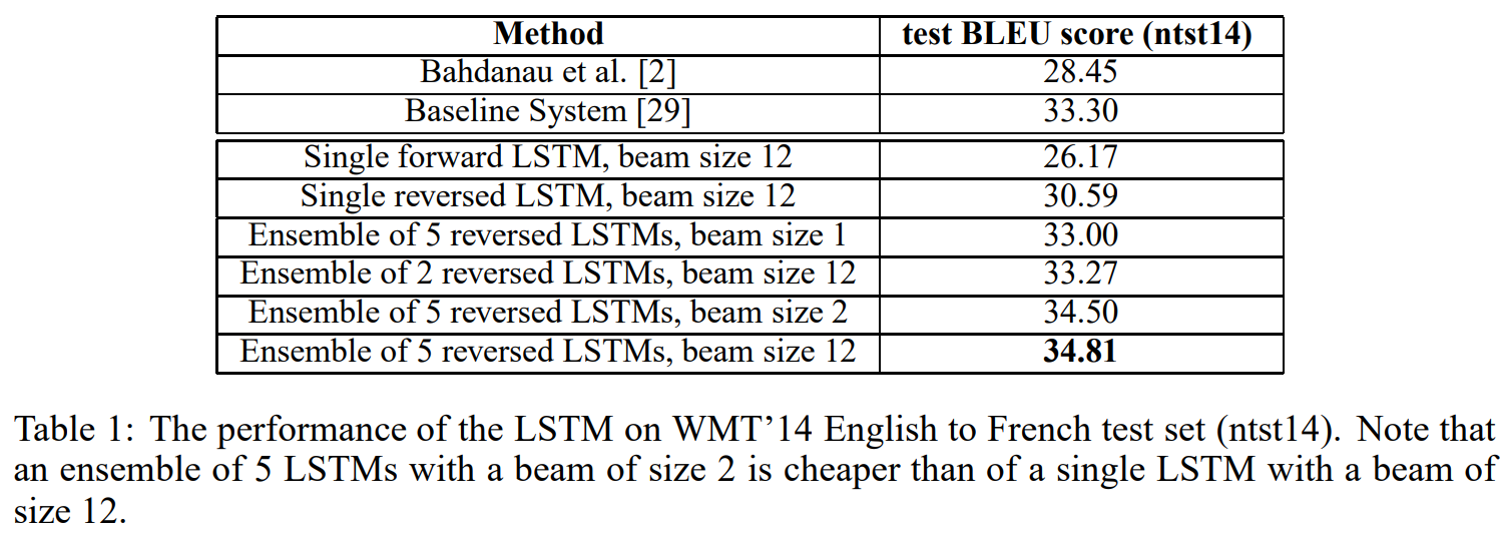 Method test BLEU score (ntst14)
Bahdanau et al. [2] 28.45
Baseline System [29] 33.30
Single forward LSTM, beam size 12 26.17
Single reversed LSTM, beam size 12 30.59
Ensemble of 5 reversed LSTMs, beam size 1 33.00
Ensemble of 2 reversed LSTMs, beam size 12 33.27
Ensemble of 5 reversed LSTMs, beam size 2 34.50
Ensemble of 5 reversed LSTMs, beam size 12 34.81
Table 1: The performance of the LSTM on WMT’14 English to French test set (ntst14). Note that
an ensemble of 5 LSTMs with a beam of size 2 is cheaper than of a single LSTM with a beam of
size 12.